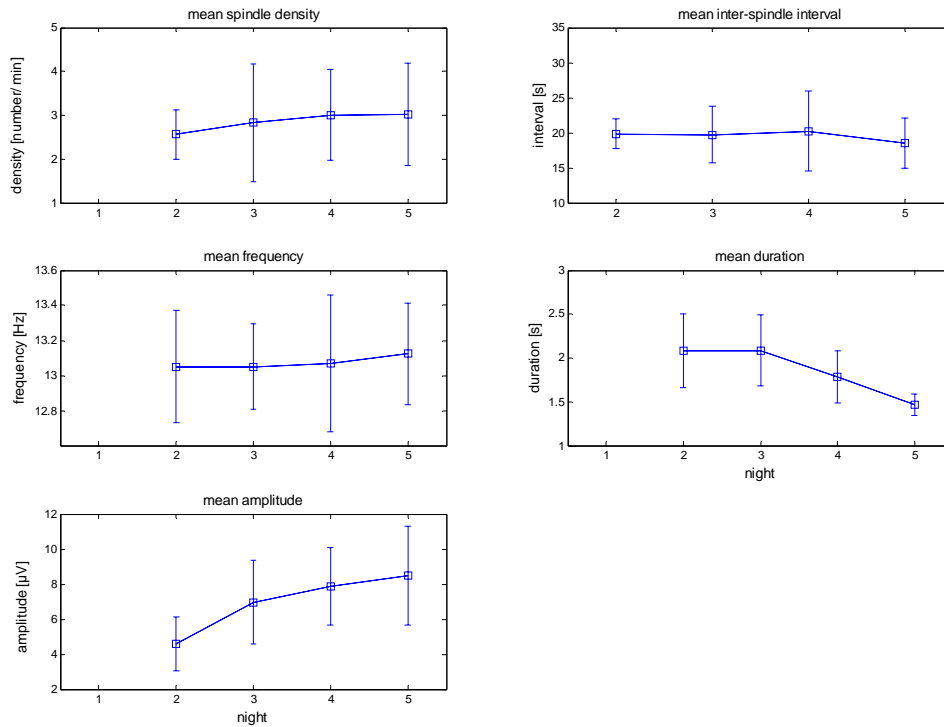 mean spindle density
5
4
3
2
1
density [number/ min]
1 2 3 4 5
mean inter-spindle interval
35
30
25
20
15
10
interval [s]
2 3 4 5
mean frequency
13.6
13.4
13.2
13
12.8
frequency [Hz]
1 2 3 4 5
mean duration
3
2.5
2
1.5
1
duration [s]
1 2 3 4 5
night
mean amplitude
12
10
8
6
4
2
amplitude [µV]
1 2 3 4 5
night